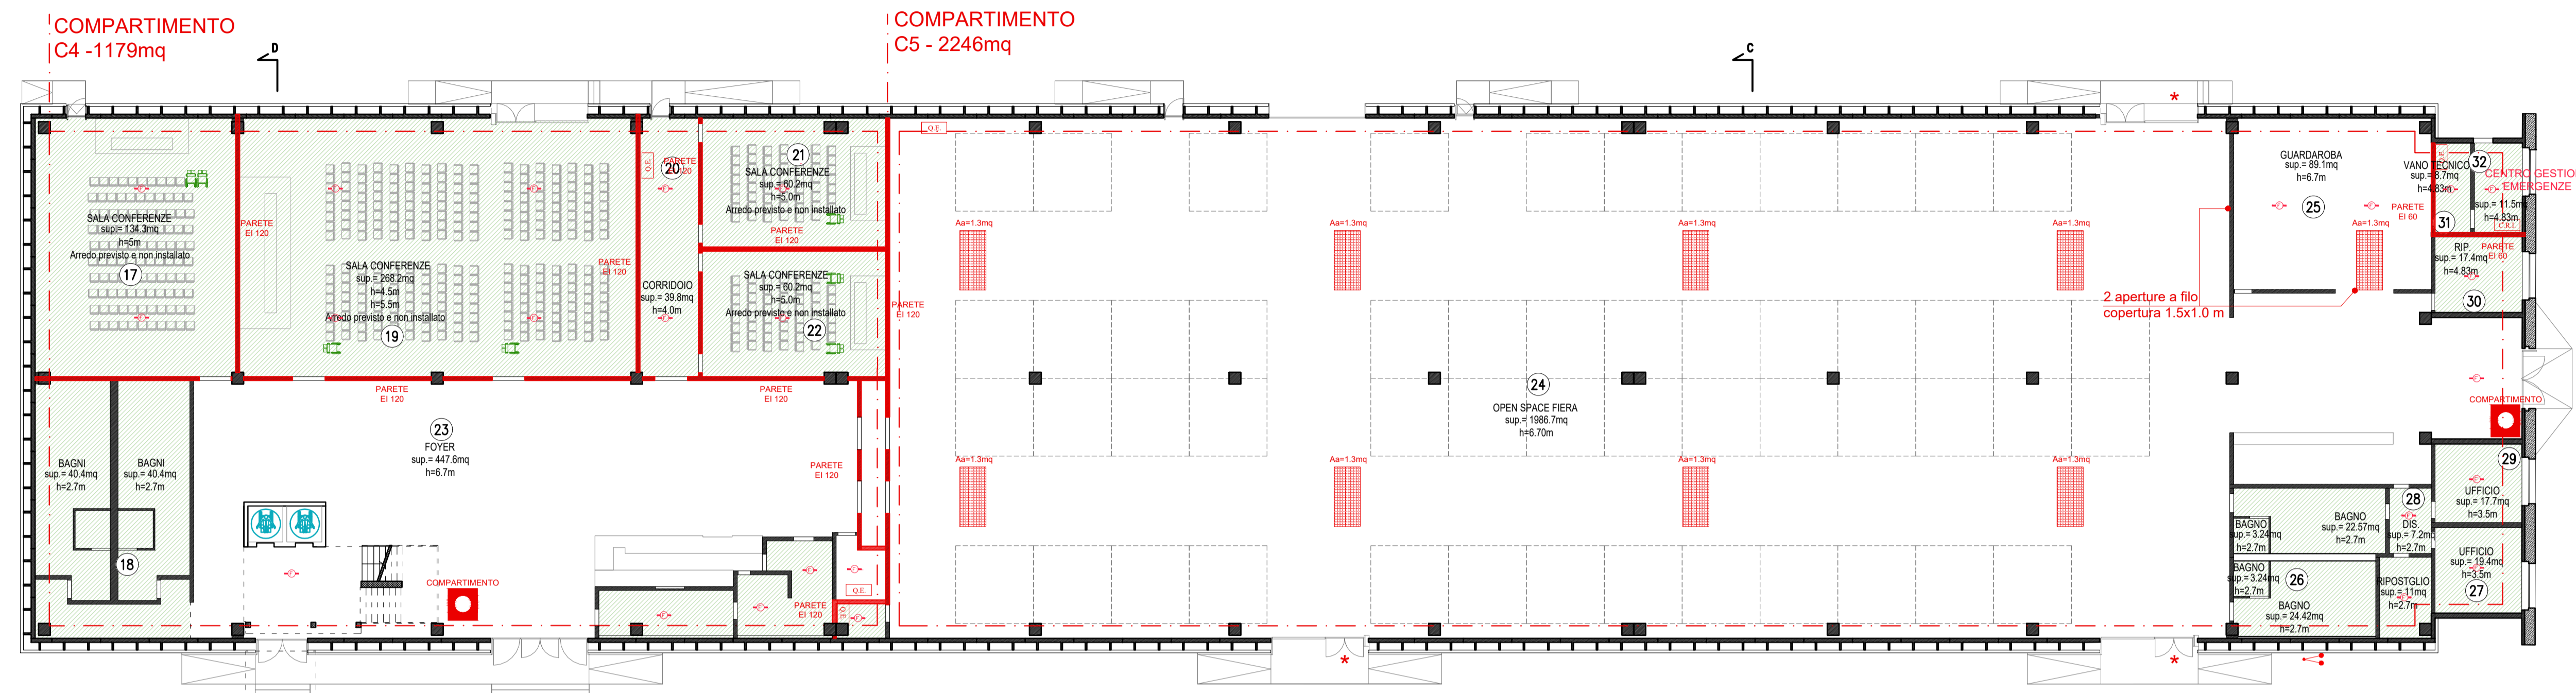 COMPARTIMENTO
C4 -1179mq
COMPARTIMENTO
C5 - 2246mq
D
C
*
SALA CONFERENZE
sup.= 134.3mq
h=5m
Arredo previsto e non installato
17
PARETE
EI 120
SALA CONFERENZE
sup.= 268.2mq
h=4.5m
h=5.5m
Arredo previsto e non installato
19
PARETE
EI 120
Q.E.
PARETE
EI 120
20
CORRIDOIO
sup.= 39.8mq
h=4.0m
21
SALA CONFERENZE
sup.= 60.2mq
h=5.0m
Arredo previsto e non installato
PARETE
EI 120
SALA CONFERENZE
sup.= 60.2mq
h=5.0m
Arredo previsto e non installato
22
PARETE
EI 120
PARETE
EI 120
PARETE
EI 120
PARETE
EI 120
BAGNI
sup.= 40.4mq
h=2.7m
BAGNI
sup.= 40.4mq
h=2.7m
18
23
FOYER
sup.= 447.6mq
h=6.7m
COMPARTIMENTO
PARETE
EI 120
Q.E.
Q.E.
Q.E.
Aa=1.3mq
Aa=1.3mq
Aa=1.3mq
Aa=1.3mq
Aa=1.3mq
Aa=1.3mq
Aa=1.3mq
Aa=1.3mq
24
OPEN SPACE FIERA
sup.= 1986.7mq
h=6.70m
2 aperture a filo
copertura 1.5x1.0 m
GUARDAROBA
sup.= 89.1mq
h=6.7m
25
Aa=1.3mq
PARETE
EI 60
VANO TECNICO
sup.= 8.7mq
h=4.83m
Q.E.
31
32
CENTRO GESTION
EMERGENZE
sup.= 11.5mq
h=4.83m
C.R.I.
PARETE
EI 60
RIP.
sup.= 17.4mq
h=4.83m
30
COMPARTIMENTO
29
UFFICIO
sup.= 17.7mq
h=3.5m
28
DIS.
sup.= 7.2mq
h=2.7m
BAGNO
sup.= 22.57mq
h=2.7m
BAGNO
sup.= 3.24mq
h=2.7m
BAGNO
sup.= 3.24mq
h=2.7m
26
BAGNO
sup.= 24.42mq
h=2.7m
RIPOSTGLIO
sup.= 11mq
h=2.7m
UFFICIO
sup.= 19.4mq
h=3.5m
27
*
*